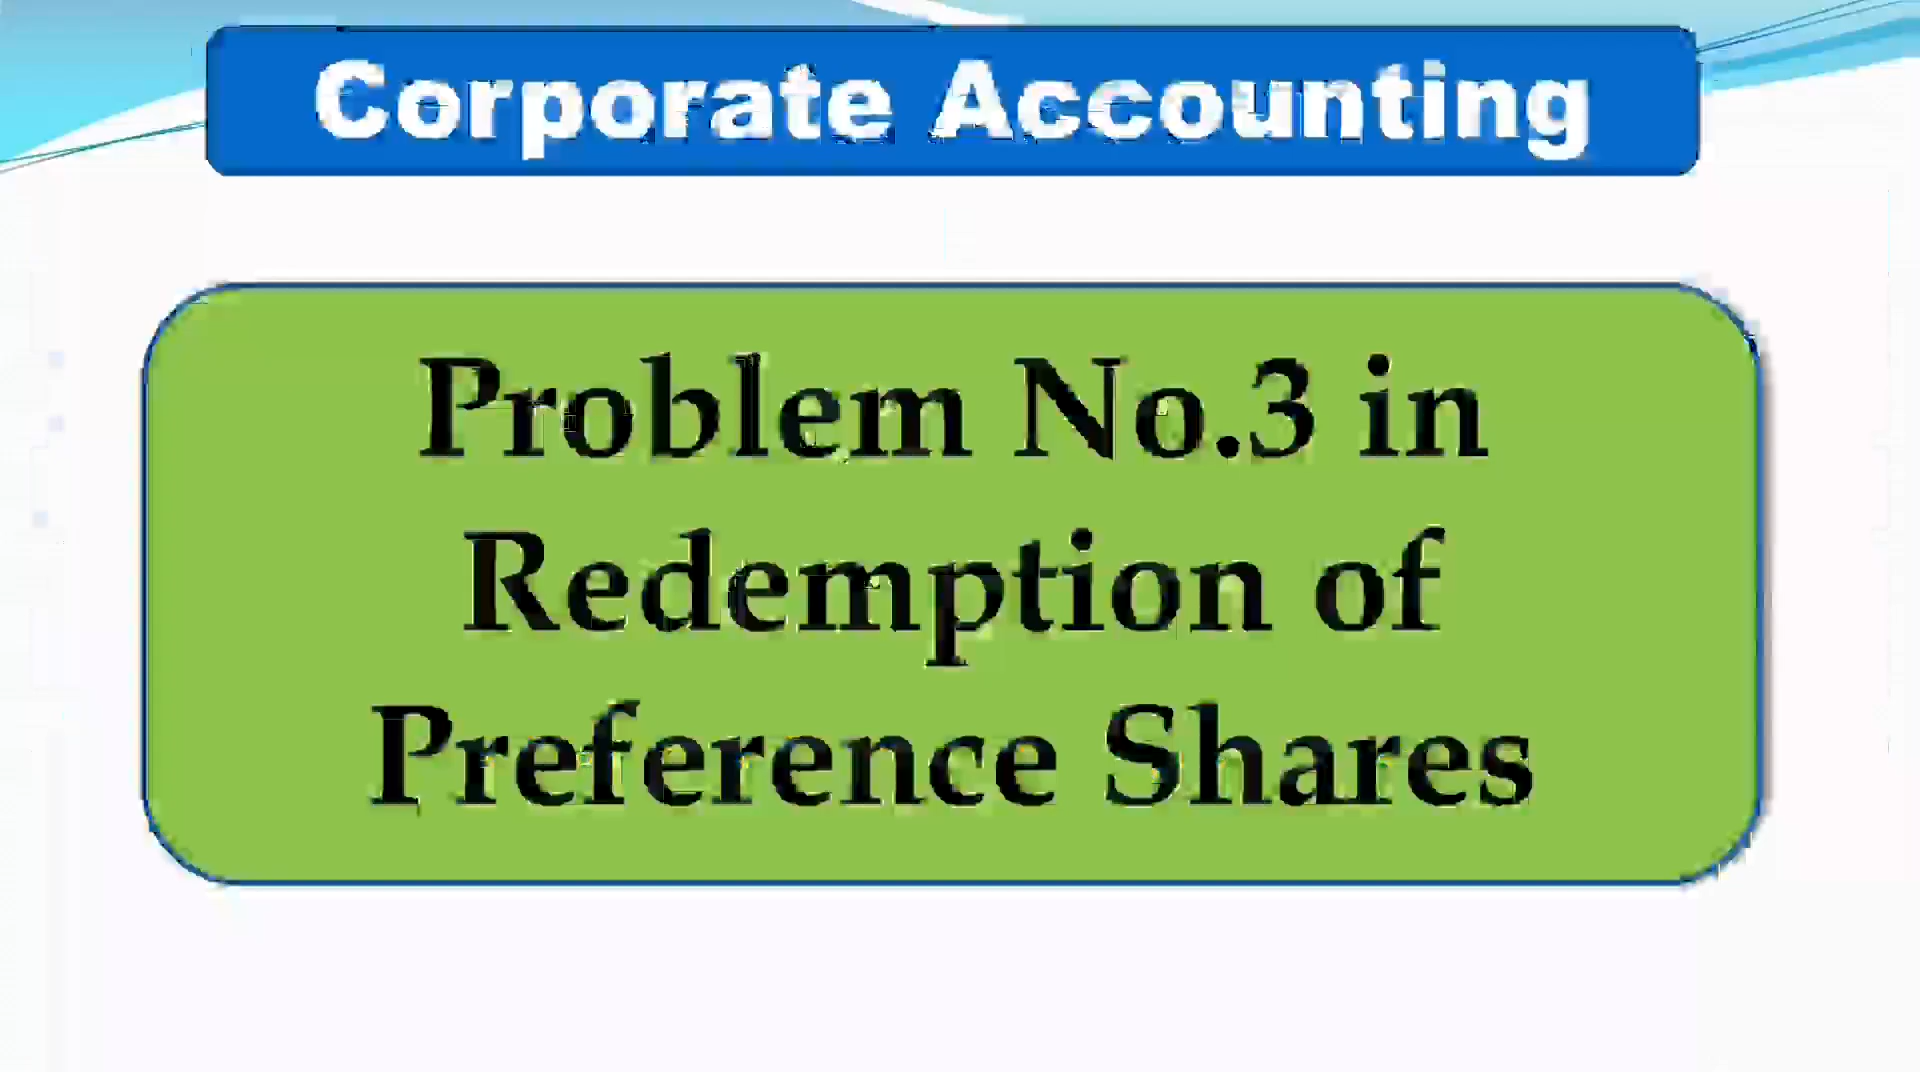 Corporate Accounting
Problem No.3 in
Redemption of
Preference Shares